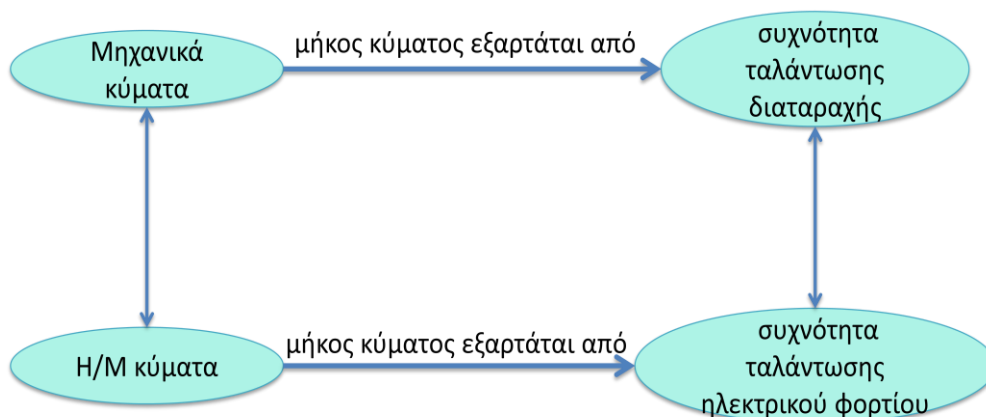 Μηχανικά
κύματα
μήκος κύματος εξαρτάται από
συχνότητα
ταλάντωσης
διαταραχής
Η/Μ κύματα
μήκος κύματος εξαρτάται από
συχνότητα
ταλάντωσης
ηλεκτρικού φορτίου